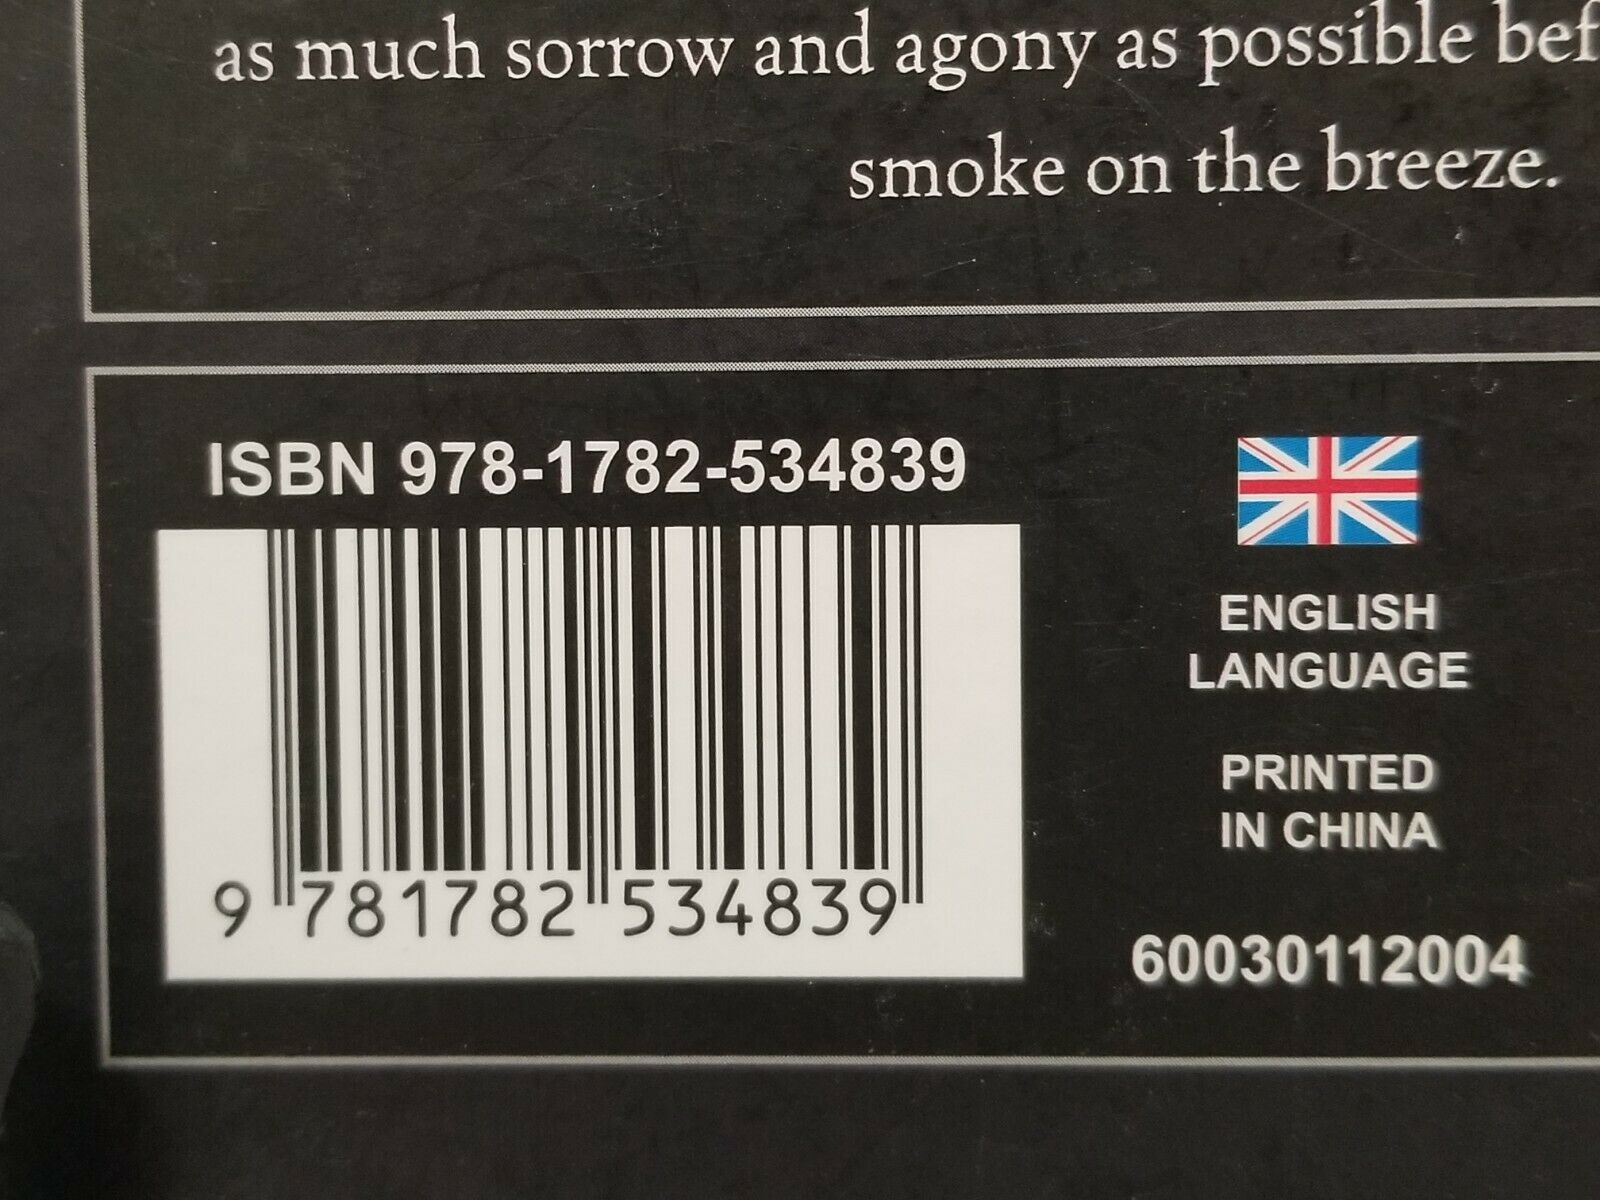 as much sorrow and agony as possible bef
smoke on the breeze.
ISBN 978-1782-534839
9 781782 534839
ENGLISH
LANGUAGE
PRINTED
IN CHINA
60030112004